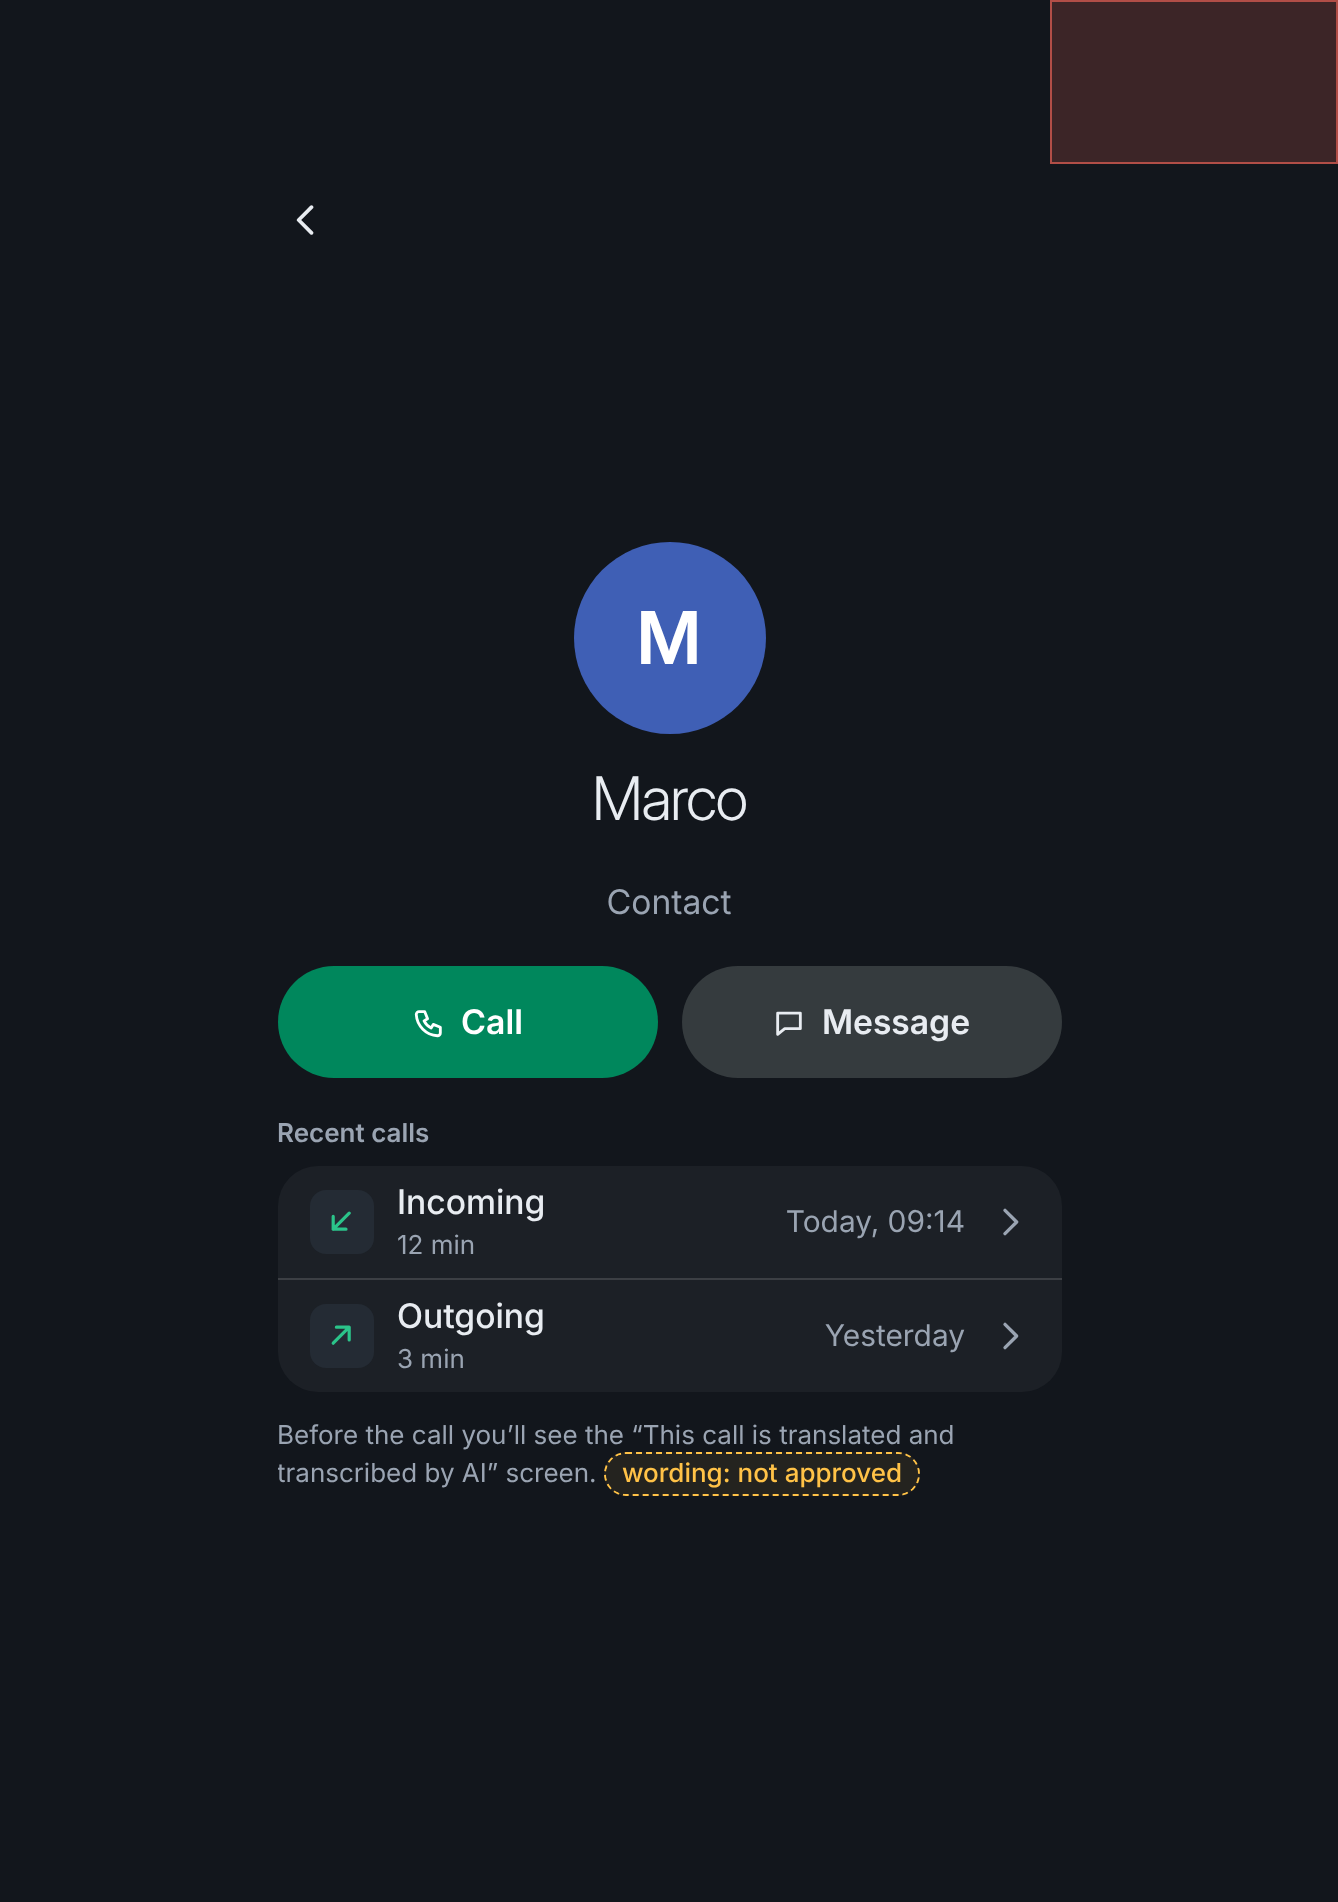 M
Marco
Contact
Call
Message
Recent calls
Incoming
12 min
Today, 09:14
Outgoing
3 min
Yesterday
Before the call you’ll see the “This call is translated and
transcribed by AI” screen. wording: not approved